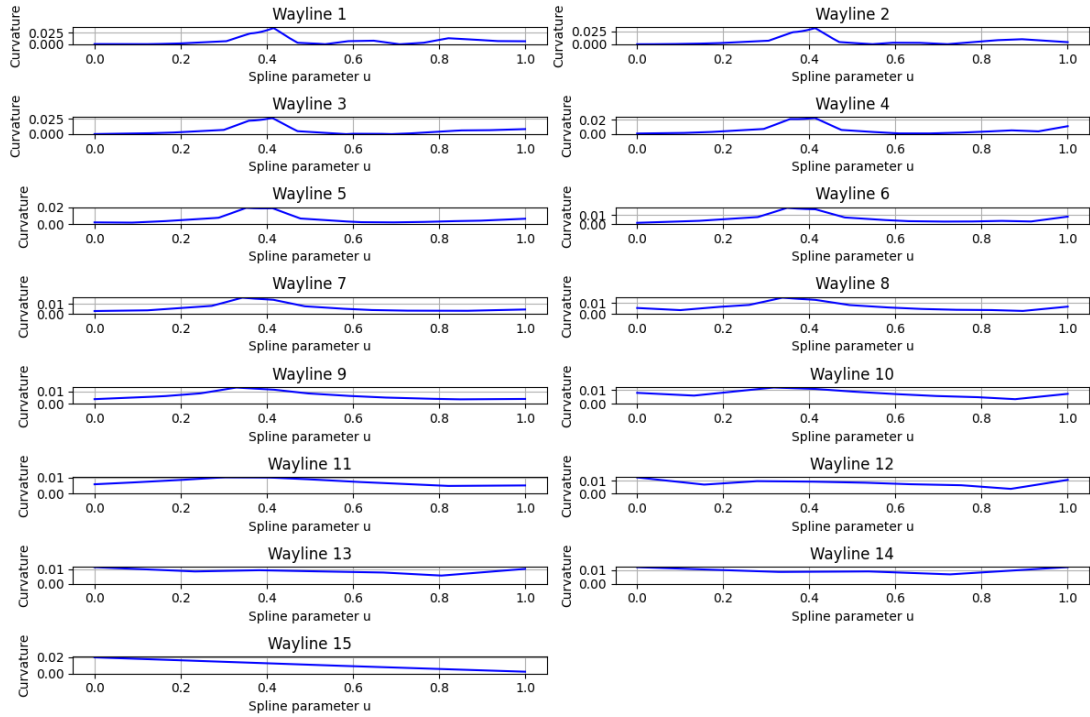 Wayline 1
Curvature
0.025
0.000
0.0 0.2 0.4 0.6 0.8 1.0
Spline parameter u
Wayline 2
Curvature
0.025
0.000
0.0 0.2 0.4 0.6 0.8 1.0
Spline parameter u
Wayline 3
Curvature
0.025
0.000
0.0 0.2 0.4 0.6 0.8 1.0
Spline parameter u
Wayline 4
Curvature
0.02
0.00
0.0 0.2 0.4 0.6 0.8 1.0
Spline parameter u
Wayline 5
Curvature
0.02
0.00
0.0 0.2 0.4 0.6 0.8 1.0
Spline parameter u
Wayline 6
Curvature
0.01
0.00
0.0 0.2 0.4 0.6 0.8 1.0
Spline parameter u
Wayline 7
Curvature
0.01
0.00
0.0 0.2 0.4 0.6 0.8 1.0
Spline parameter u
Wayline 8
Curvature
0.01
0.00
0.0 0.2 0.4 0.6 0.8 1.0
Spline parameter u
Wayline 9
Curvature
0.01
0.00
0.0 0.2 0.4 0.6 0.8 1.0
Spline parameter u
Wayline 10
Curvature
0.01
0.00
0.0 0.2 0.4 0.6 0.8 1.0
Spline parameter u
Wayline 11
Curvature
0.01
0.00
0.0 0.2 0.4 0.6 0.8 1.0
Spline parameter u
Wayline 12
Curvature
0.01
0.00
0.0 0.2 0.4 0.6 0.8 1.0
Spline parameter u
Wayline 13
Curvature
0.01
0.00
0.0 0.2 0.4 0.6 0.8 1.0
Spline parameter u
Wayline 14
Curvature
0.01
0.00
0.0 0.2 0.4 0.6 0.8 1.0
Spline parameter u
Wayline 15
Curvature
0.02
0.00
0.0 0.2 0.4 0.6 0.8 1.0
Spline parameter u